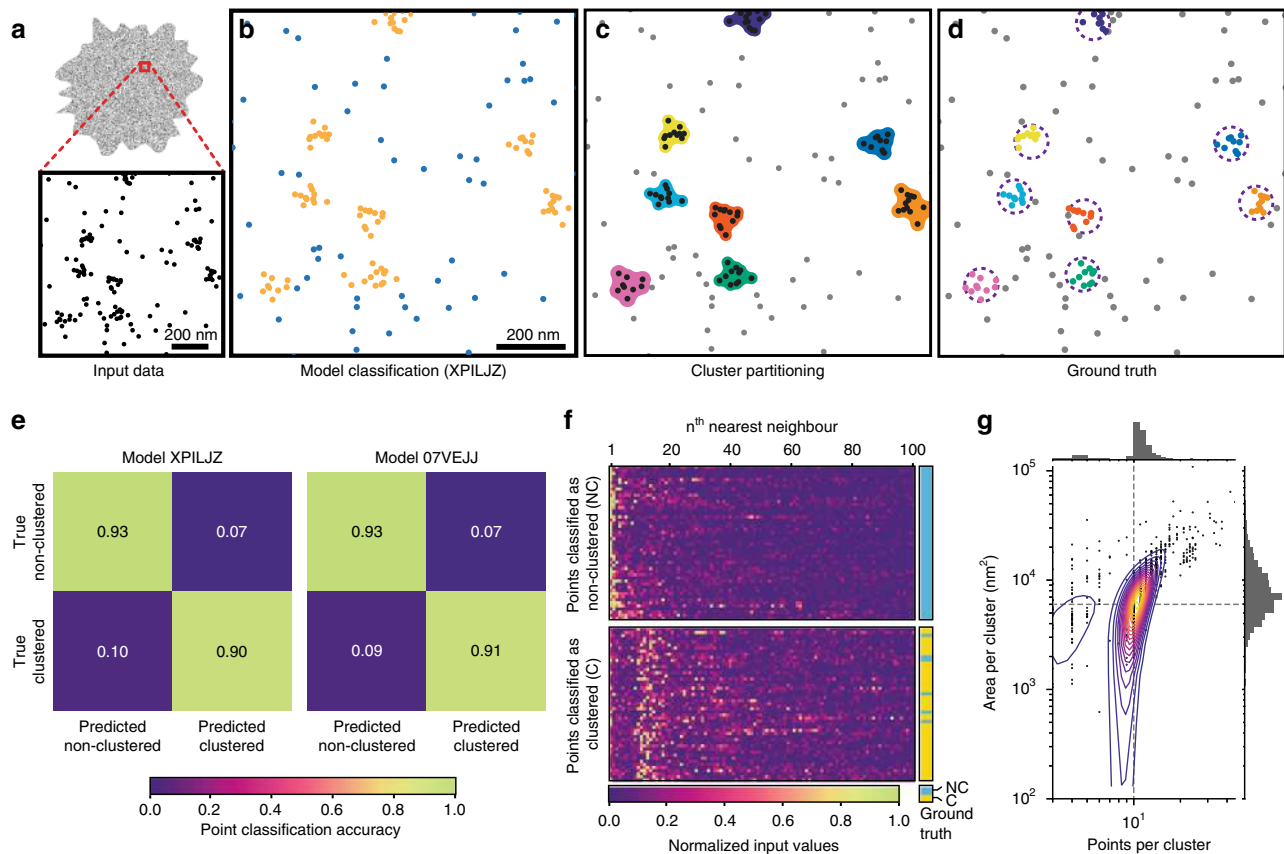 a
b
c
d
200 nm
200 nm
Input data
Model classification (XPILJZ)
Cluster partitioning
Ground truth
e
Model XPILJZ
Model 07VEJJ
True
non-clustered
True
clustered
0.93
0.07
0.10
0.90
0.93
0.07
0.09
0.91
Predicted
non-clustered
Predicted
clustered
Predicted
non-clustered
Predicted
clustered
0.0 0.2 0.4 0.6 0.8 1.0
Point classification accuracy
f
nth nearest neighbour
1 20 40 60 80 100
Points classified as
non-clustered (NC)
Points classified as
clustered (C)
NC
C
Ground
truth
0.0 0.2 0.4 0.6 0.8 1.0
Normalized input values
g
Area per cluster (nm2)
10^5
10^4
10^3
10^2
10^1
Points per cluster